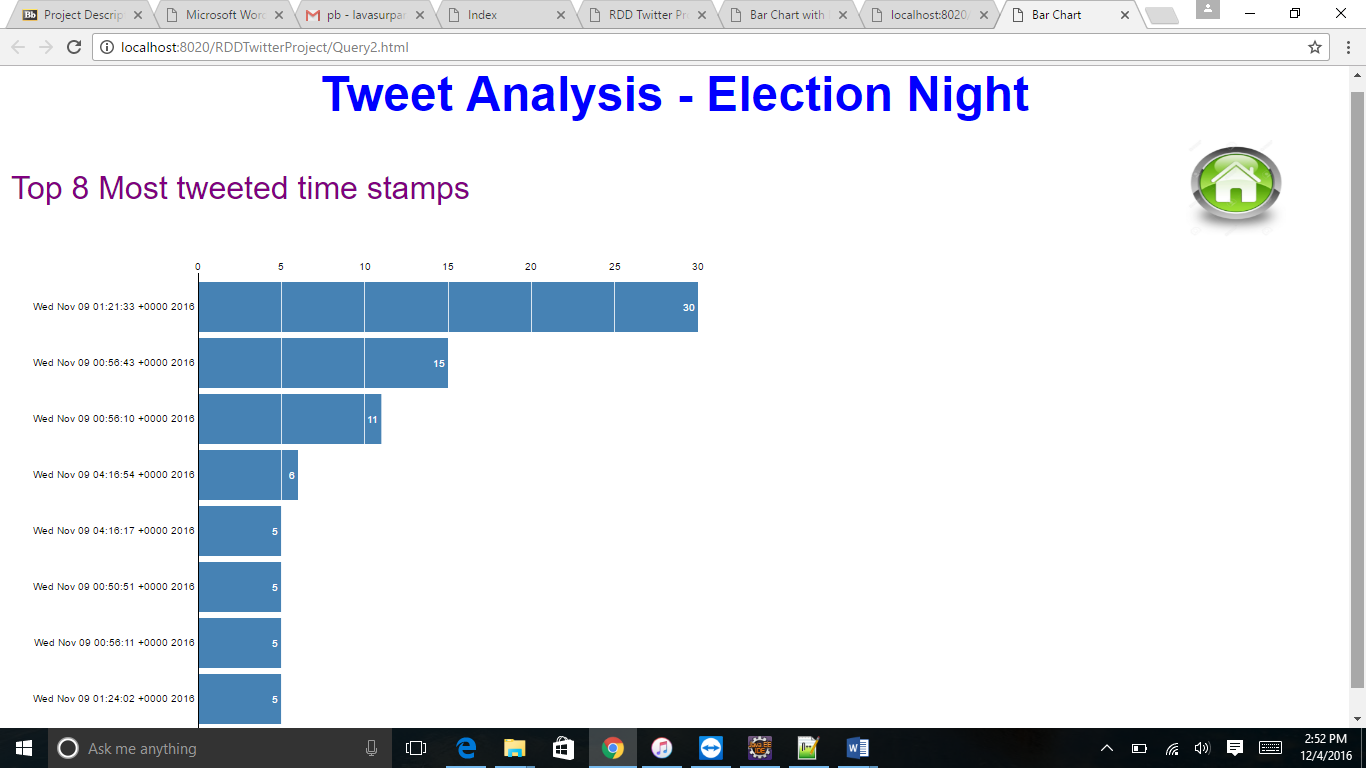 Project Descrip
Microsoft Word
pb - lavasurpar
Index
RDD Twitter Pr
Bar Chart with
localhost:8020/
Bar Chart
localhost:8020/RDDTwitterProject/Query2.html
Tweet Analysis - Election Night
Top 8 Most tweeted time stamps
0 5 10 15 20 25 30
Wed Nov 09 01:21:33 +0000 2016 30
Wed Nov 09 00:56:43 +0000 2016 15
Wed Nov 09 00:56:10 +0000 2016 11
Wed Nov 09 04:16:54 +0000 2016 6
Wed Nov 09 04:16:17 +0000 2016 5
Wed Nov 09 00:50:51 +0000 2016 5
Wed Nov 09 00:56:11 +0000 2016 5
Wed Nov 09 01:24:02 +0000 2016 5
Ask me anything
2:52 PM
12/4/2016